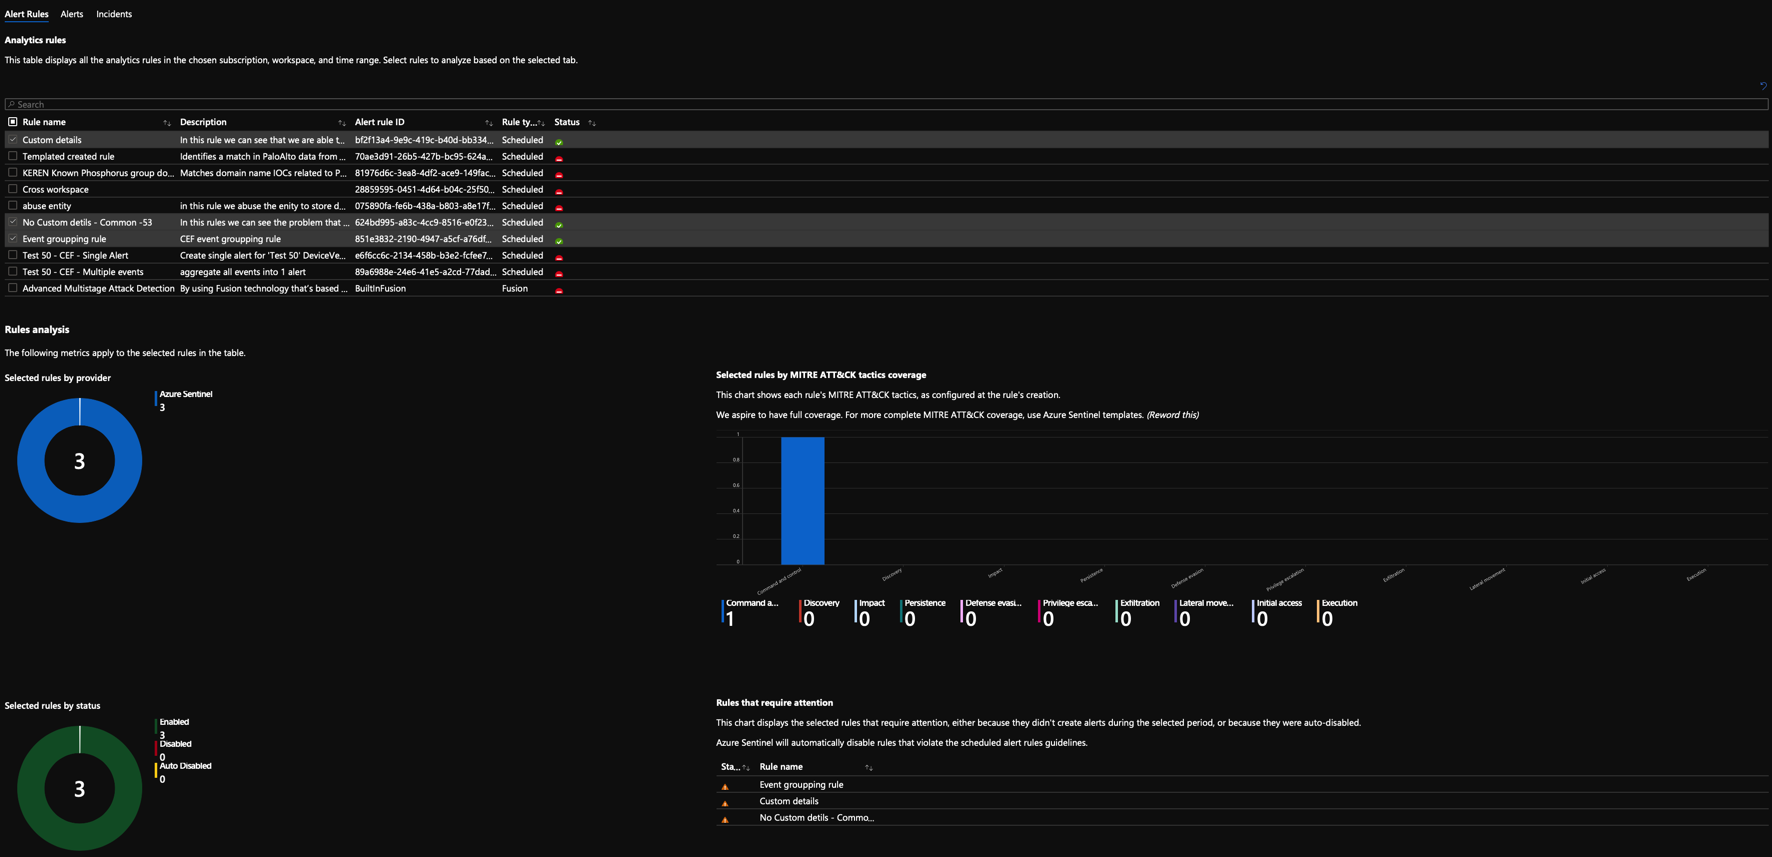 Alert Rules Alerts Incidents
Analytics rules
This table displays all the analytics rules in the chosen subscription, workspace, and time range. Select rules to analyze based on the selected tab.
Search
Rule name Description Alert rule ID Rule ty... Status
Custom details In this rule we can see that we are able t... bf2f13a4-9e9c-419c-b40d-bb334... Scheduled
Templated created rule Identifies a match in PaloAlto data from ... 70ae3d91-26b5-427b-bc95-624a... Scheduled
KEREN Known Phosphorus group do... Matches domain name IOCs related to P... 81976d6c-3ea8-4df2-ace9-149fac... Scheduled
Cross workspace 28859595-0451-4d64-b04c-25f50... Scheduled
abuse entity in this rule we abuse the enity to store d... 075890fa-fe6b-438a-b803-a8e17f... Scheduled
No Custom detils - Common -53 In this rules we can see the problem that ... 624bd995-a83c-4cc9-8516-e0f23... Scheduled
Event groupping rule CEF event groupping rule 851e3832-2190-4947-a5cf-a76df... Scheduled
Test 50 - CEF - Single Alert Create single alert for 'Test 50' DeviceVe... e6f6cc6c-2134-458b-b3e2-fcfee7... Scheduled
Test 50 - CEF - Multiple events aggregate all events into 1 alert 89a6988e-24e6-41e5-a2cd-77dad... Scheduled
Advanced Multistage Attack Detection By using Fusion technology that's based ... BuiltInFusion Fusion
Rules analysis
The following metrics apply to the selected rules in the table.
Selected rules by provider
Azure Sentinel
3
3
Selected rules by MITRE ATT&CK tactics coverage
This chart shows each rule's MITRE ATT&CK tactics, as configured at the rule's creation.
We aspire to have full coverage. For more complete MITRE ATT&CK coverage, use Azure Sentinel templates. (Reword this)
1
0.8
0.6
0.4
0.2
0
Command and control Discovery Impact Persistence Defense evasion Privilege escalation Exfiltration Lateral movement Initial access Execution
Command a... Discovery Impact Persistence Defense evasi... Privilege esca... Exfiltration Lateral move... Initial access Execution
1 0 0 0 0 0 0 0 0 0
Selected rules by status
Enabled
3
Disabled
0
Auto Disabled
0
3
Rules that require attention
This chart displays the selected rules that require attention, either because they didn't create alerts during the selected period, or because they were auto-disabled.
Azure Sentinel will automatically disable rules that violate the scheduled alert rules guidelines.
Sta... Rule name
Event groupping rule
Custom details
No Custom detils - Commo...